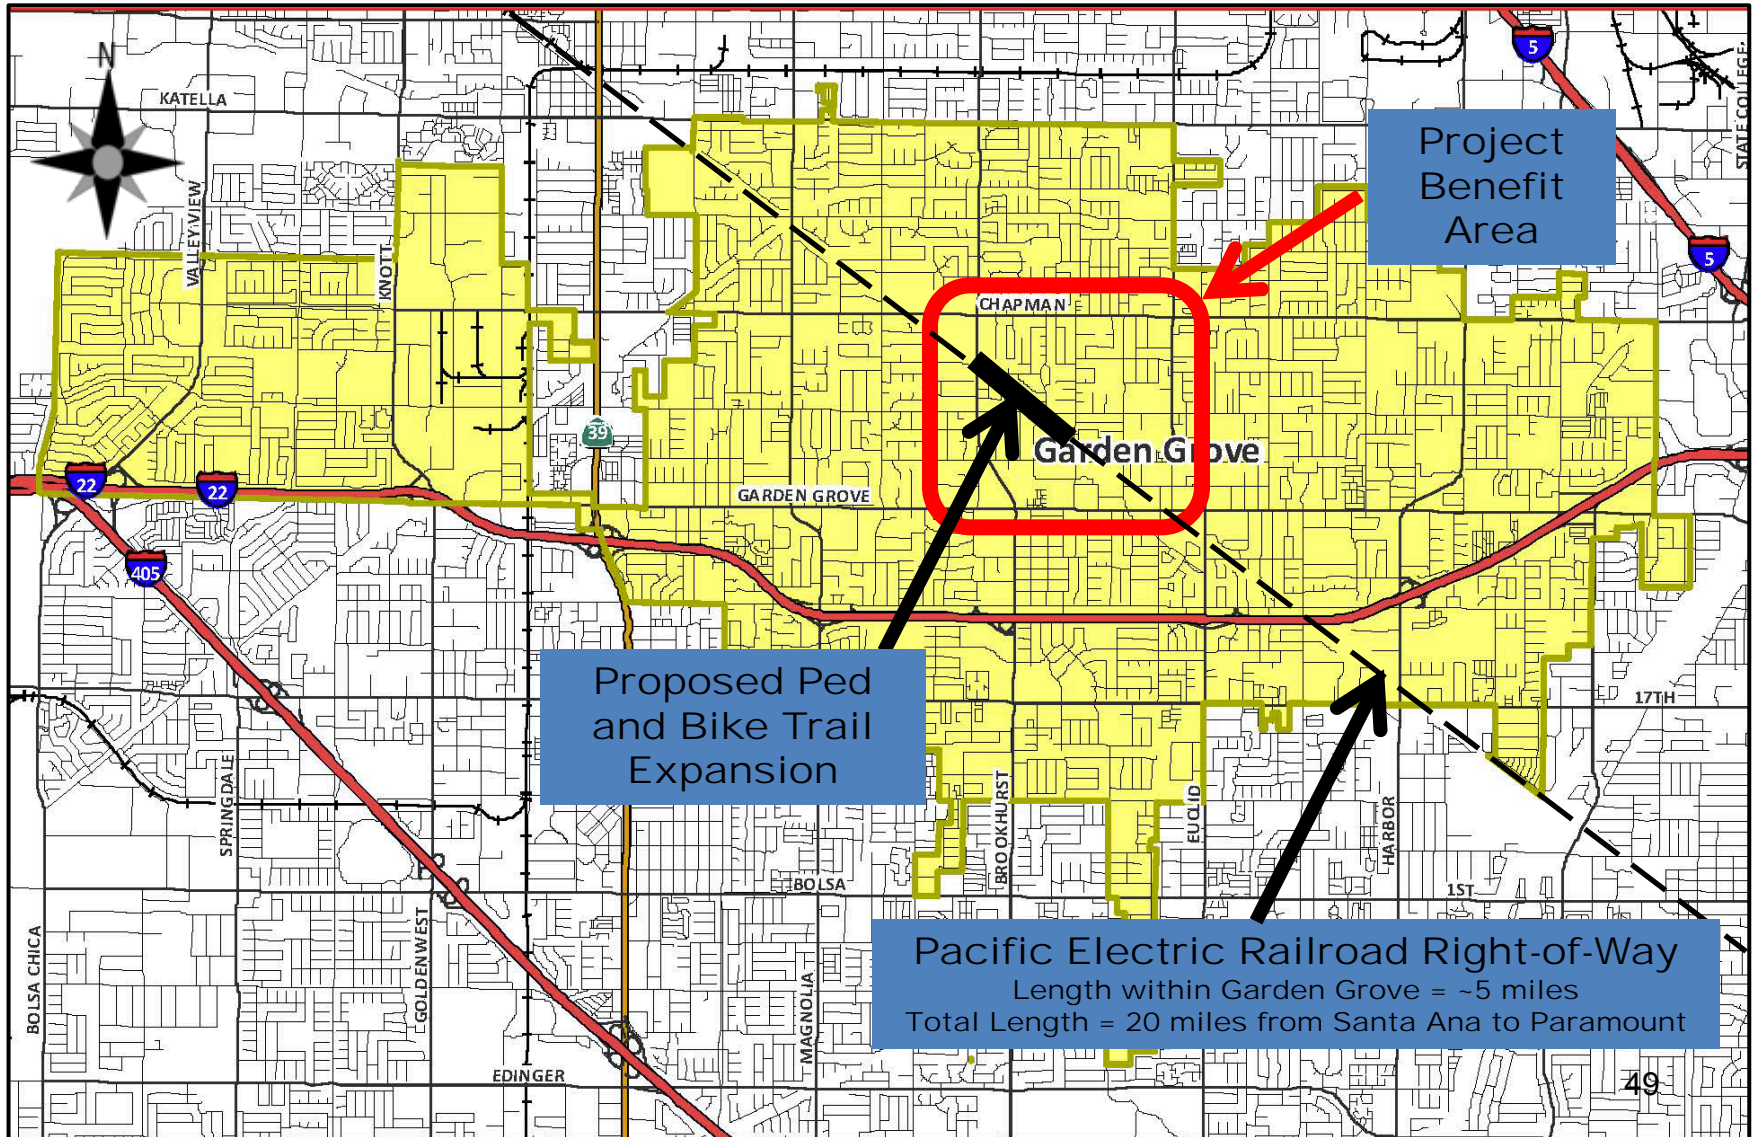 N
KATELLA
5
STATE COLLEGE
Project
Benefit
Area
VALLEY VIEW
KNOTT
5
CHAPMAN
39
Garden Grove
22
22
GARDEN GROVE
405
Proposed Ped
and Bike Trail
Expansion
17TH
SPRINGDALE
BROOKHURST
EUCLID
HARBOR
BOLSA
1ST
BOLSA CHICA
GOLDENWEST
MAGNOLIA
Pacific Electric Railroad Right-of-Way
Length within Garden Grove = ~5 miles
Total Length = 20 miles from Santa Ana to Paramount
EDINGER
49